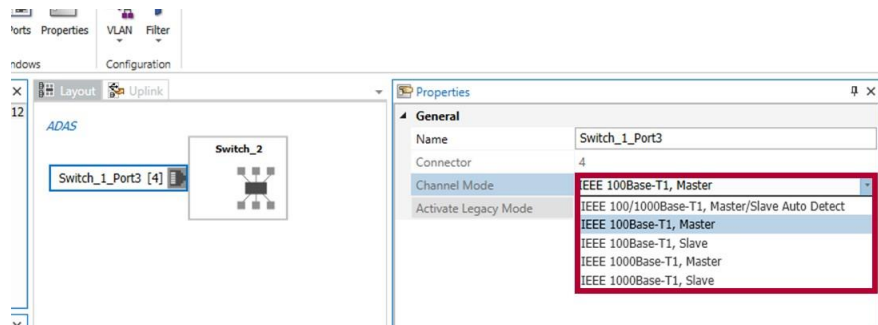 Ports Properties VLAN Filter
Configuration
Layout Uplink
12
ADAS
Switch_2
Switch_1_Port3 [4]
Properties
General
Name Switch_1_Port3
Connector 4
Channel Mode IEEE 100Base-T1, Master
Activate Legacy Mode
IEEE 100/1000Base-T1, Master/Slave Auto Detect
IEEE 100Base-T1, Master
IEEE 100Base-T1, Slave
IEEE 1000Base-T1, Master
IEEE 1000Base-T1, Slave